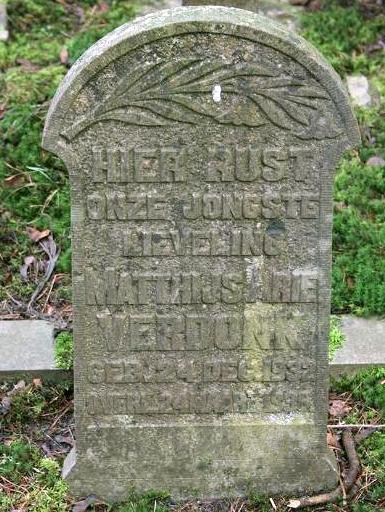 HIER RUST
ONZE JONGSTE
LIEVELING
MATTHIJS ARIE
VERDONK
GEB. 24 DEC.